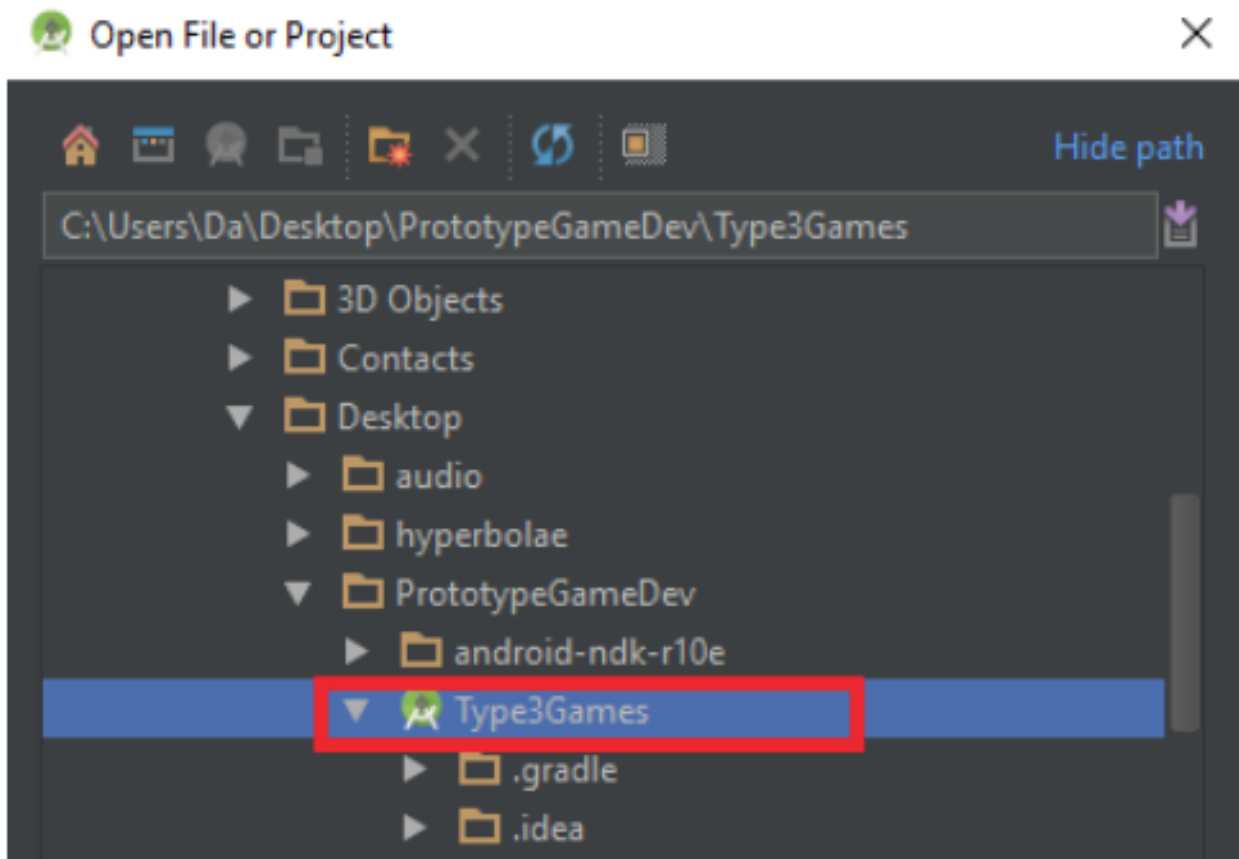 Open File or Project
Hide path
C:\Users\Da\Desktop\PrototypeGameDev\Type3Games
3D Objects
Contacts
Desktop
audio
hyperbolae
PrototypeGameDev
android-ndk-r10e
Type3Games
.gradle
.idea